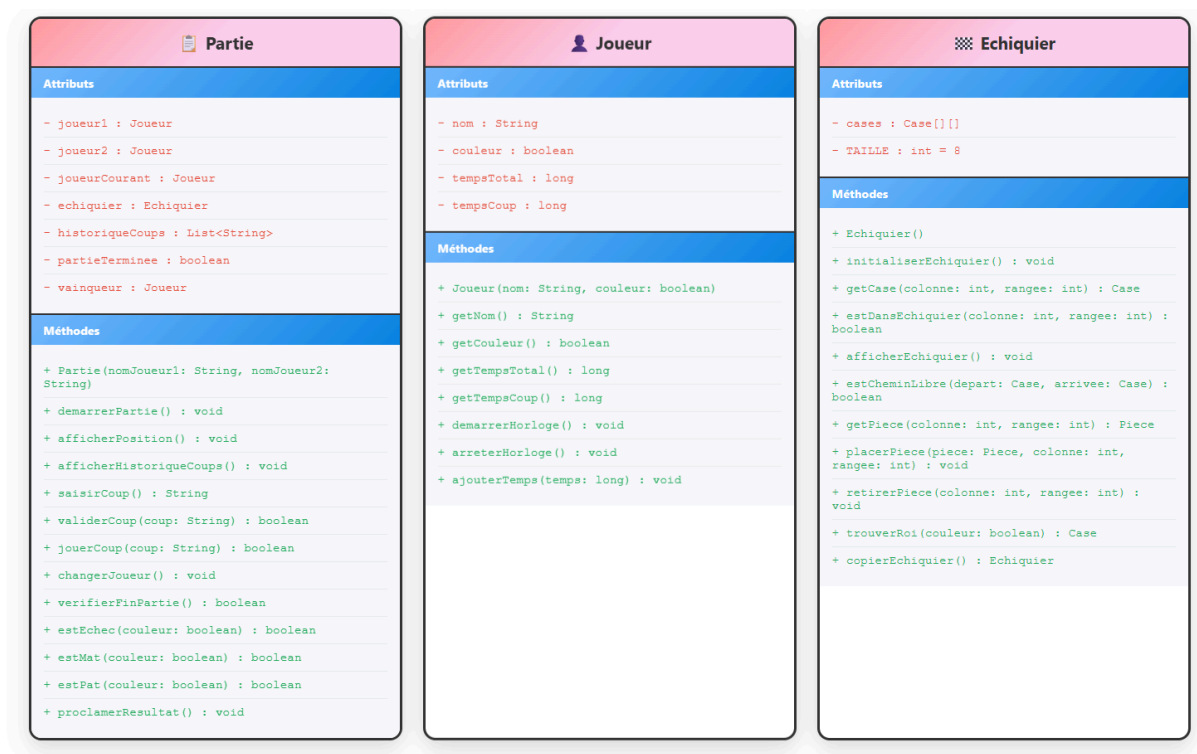 Partie
Attributs
- joueur1 : Joueur
- joueur2 : Joueur
- joueurCourant : Joueur
- echiquier : Echiquier
- historiqueCoups : List<String>
- partieTerminee : boolean
- vainqueur : Joueur
Méthodes
+ Partie(nomJoueur1: String, nomJoueur2:
String)
+ demarrerPartie() : void
+ afficherPosition() : void
+ afficherHistoriqueCoups() : void
+ saisirCoup() : String
+ validerCoup(coup: String) : boolean
+ jouerCoup(coup: String) : boolean
+ changerJoueur() : void
+ verifierFinPartie() : boolean
+ estEchec(couleur: boolean) : boolean
+ estMat(couleur: boolean) : boolean
+ estPat(couleur: boolean) : boolean
+ proclamerResultat() : void
Joueur
Attributs
- nom : String
- couleur : boolean
- tempsTotal : long
- tempsCoup : long
Méthodes
+ Joueur(nom: String, couleur: boolean)
+ getNom() : String
+ getCouleur() : boolean
+ getTempsTotal() : long
+ getTempsCoup() : long
+ demarrerHorloge() : void
+ arreterHorloge() : void
+ ajouterTemps(temps: long) : void
Echiquier
Attributs
- cases : Case[][]
- TAILLE : int = 8
Méthodes
+ Echiquier()
+ initialiserEchiquier() : void
+ getCase(colonne: int, rangee: int) : Case
+ estDansEchiquier(colonne: int, rangee: int) :
boolean
+ afficherEchiquier() : void
+ estCheminLibre(depart: Case, arrivee: Case) :
boolean
+ getPiece(colonne: int, rangee: int) : Piece
+ placerPiece(piece: Piece, colonne: int,
rangee: int) : void
+ retirerPiece(colonne: int, rangee: int) :
void
+ trouverRoi(couleur: boolean) : Case
+ copierEchiquier() : Echiquier